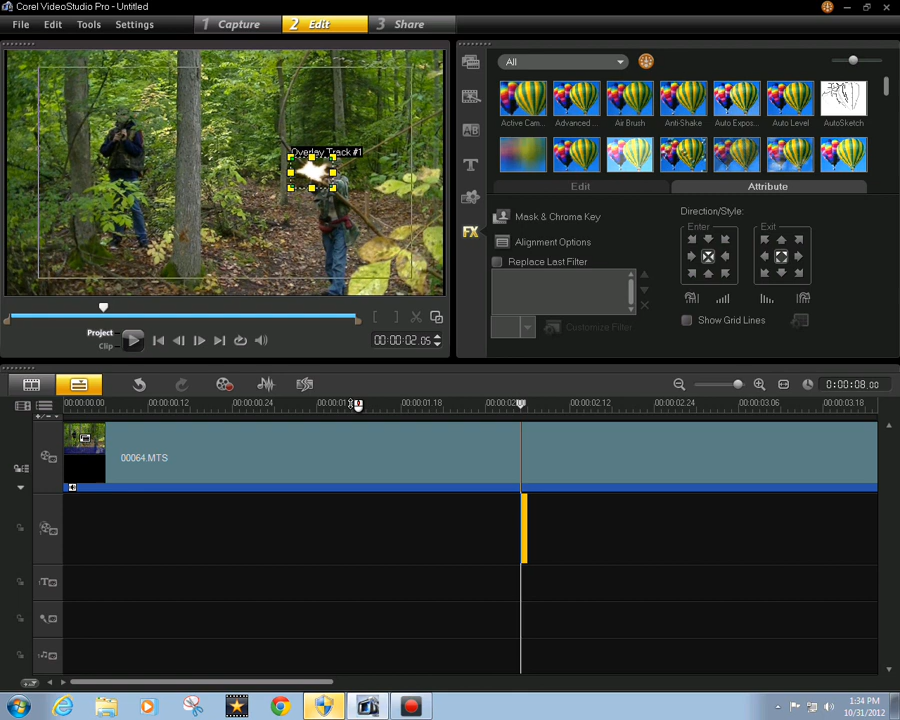 Corel VideoStudio Pro - Untitled
File Edit Tools Settings 1 Capture 2 Edit 3 Share
Overlay Track #1
Project
Clip
00:00:02.05
All
Active Cam... Advanced ... Air Brush Anti-Shake Auto Expos... Auto Level AutoSketch
Edit Attribute
Mask & Chroma Key
Alignment Options
Replace Last Filter
Customize Filter
Direction/Style:
Enter Exit
Show Grid Lines
0:00:08.00
00:00:00:00 00:00:00:12 00:00:00:24 00:00:01:18 00:00:02:12 00:00:02:24 00:00:03:06 00:00:03:18
00064.MTS
1:34 PM
10/31/2012